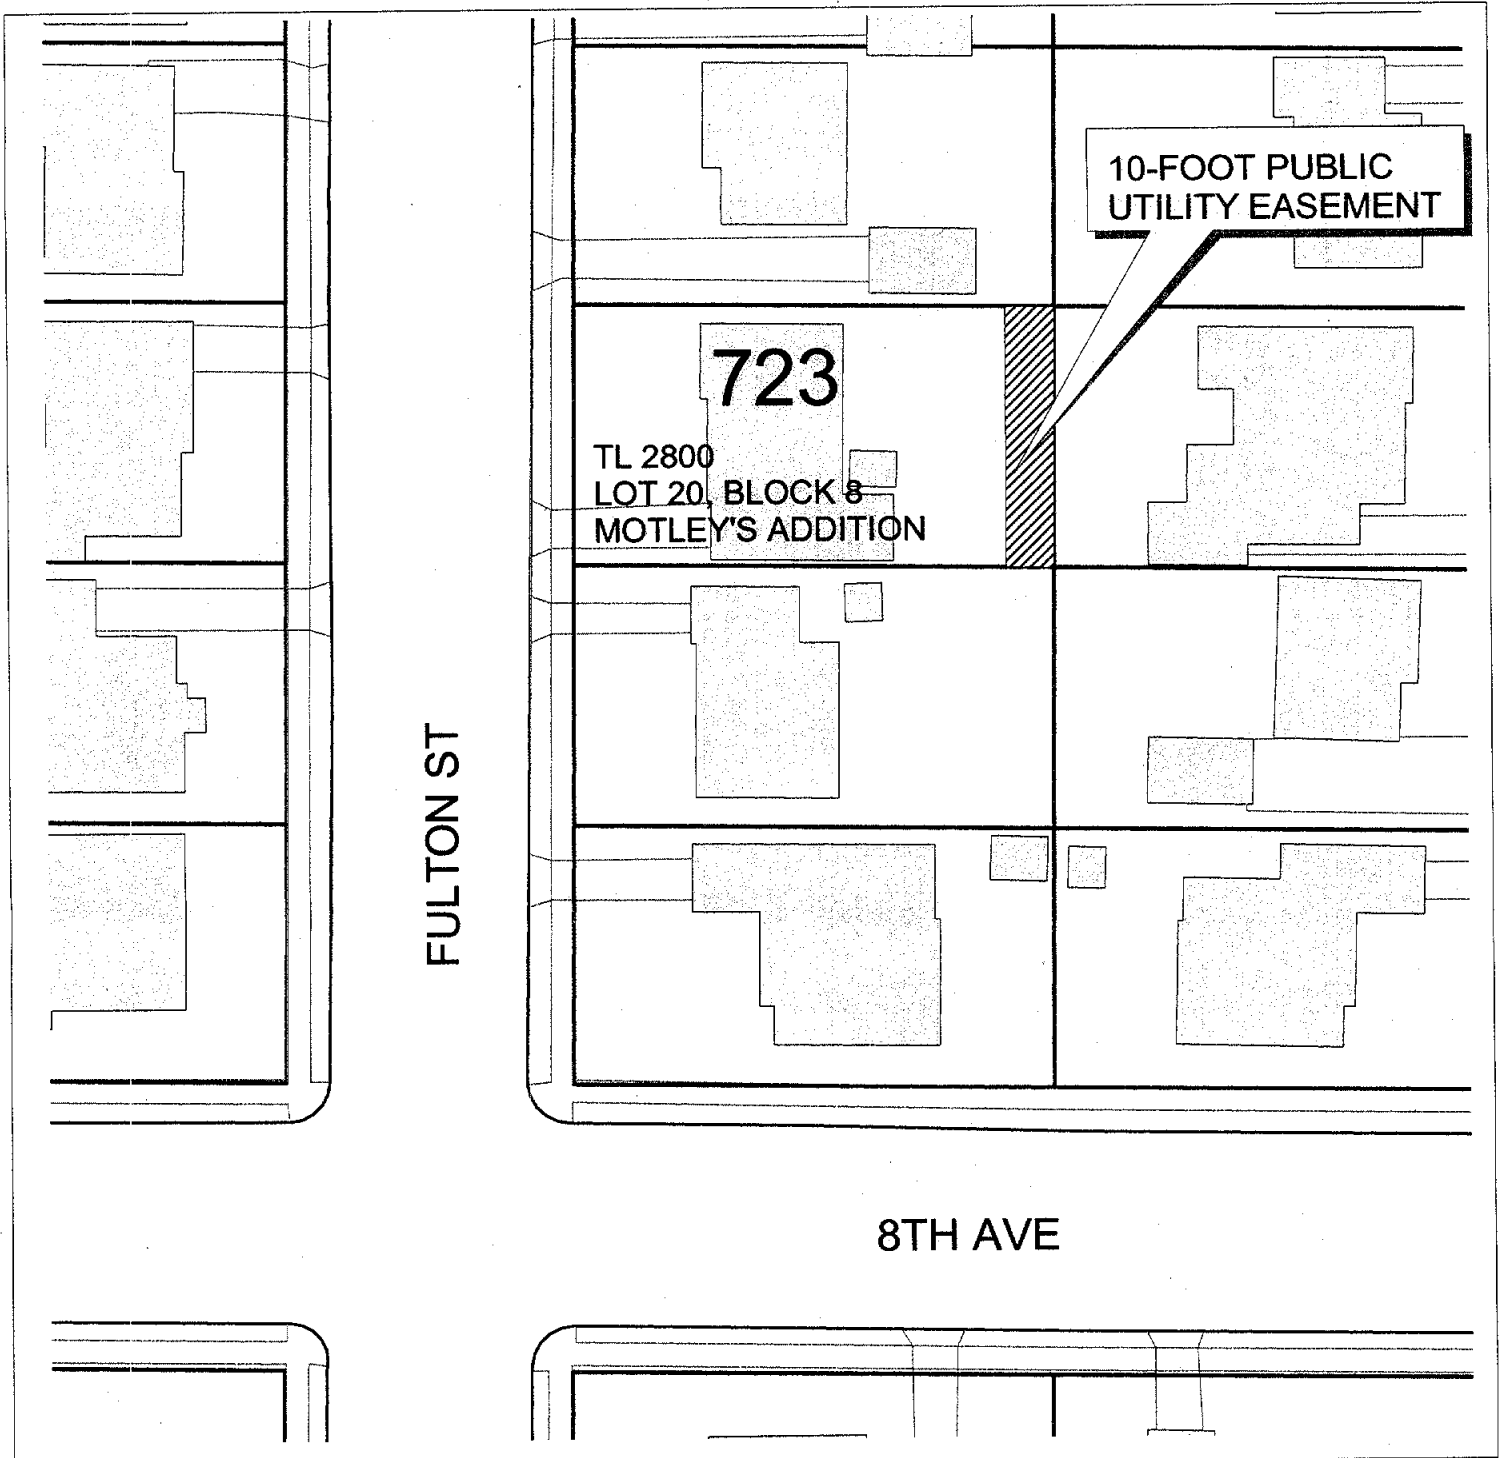 10-FOOT PUBLIC
UTILITY EASEMENT
723
TL 2800
LOT 20, BLOCK 8
MOTLEY'S ADDITION
FULTON ST
8TH AVE